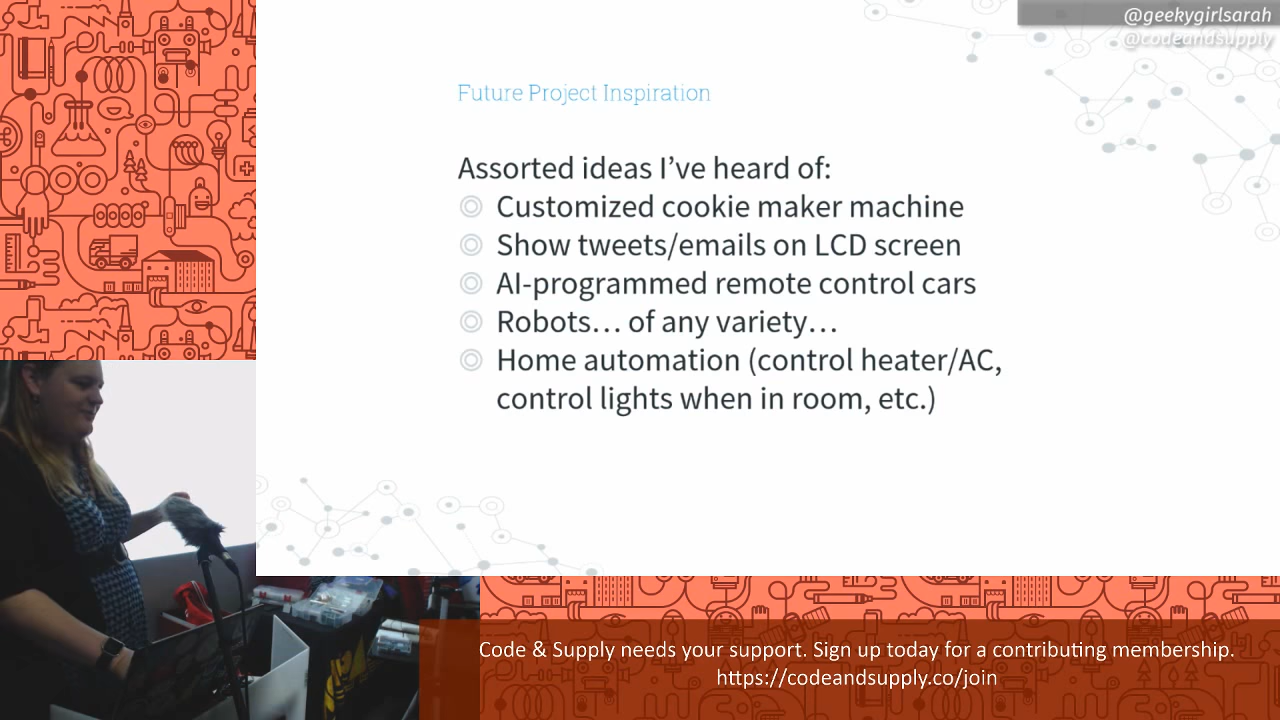 @geekygirlsarah
@codeandsupply
Future Project Inspiration
Assorted ideas I’ve heard of:
Customized cookie maker machine
Show tweets/emails on LCD screen
AI-programmed remote control cars
Robots… of any variety…
Home automation (control heater/AC,
control lights when in room, etc.)
Code & Supply needs your support. Sign up today for a contributing membership.
https://codeandsupply.co/join